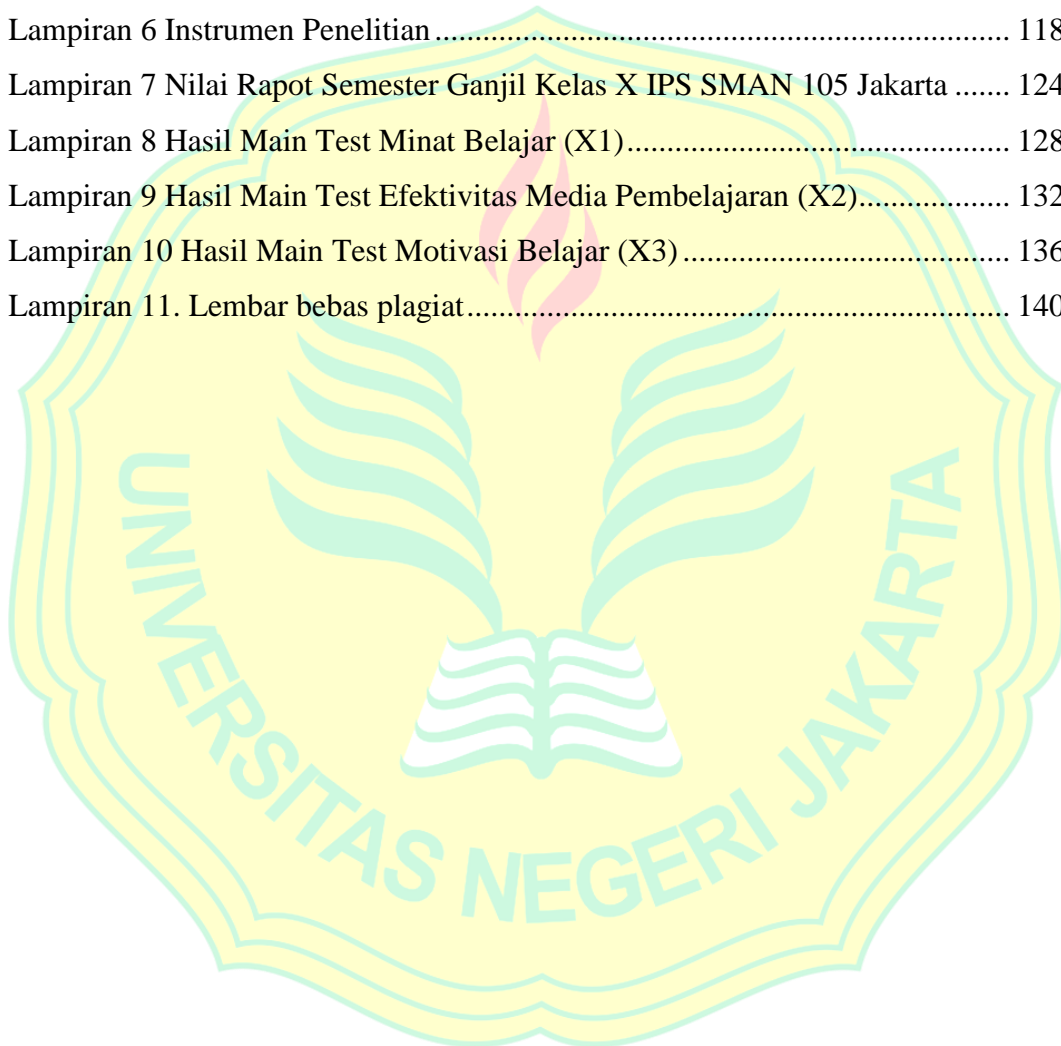 Lampiran 6 Instrumen Penelitian ..................................................................... 118
Lampiran 7 Nilai Rapot Semester Ganjil Kelas X IPS SMAN 105 Jakarta ....... 124
Lampiran 8 Hasil Main Test Minat Belajar (X1) .............................................. 128
Lampiran 9 Hasil Main Test Efektivitas Media Pembelajaran (X2) .................. 132
Lampiran 10 Hasil Main Test Motivasi Belajar (X3) ....................................... 136
Lampiran 11. Lembar bebas plagiat ................................................................. 140
UNIVERSITAS NEGERI JAKARTA